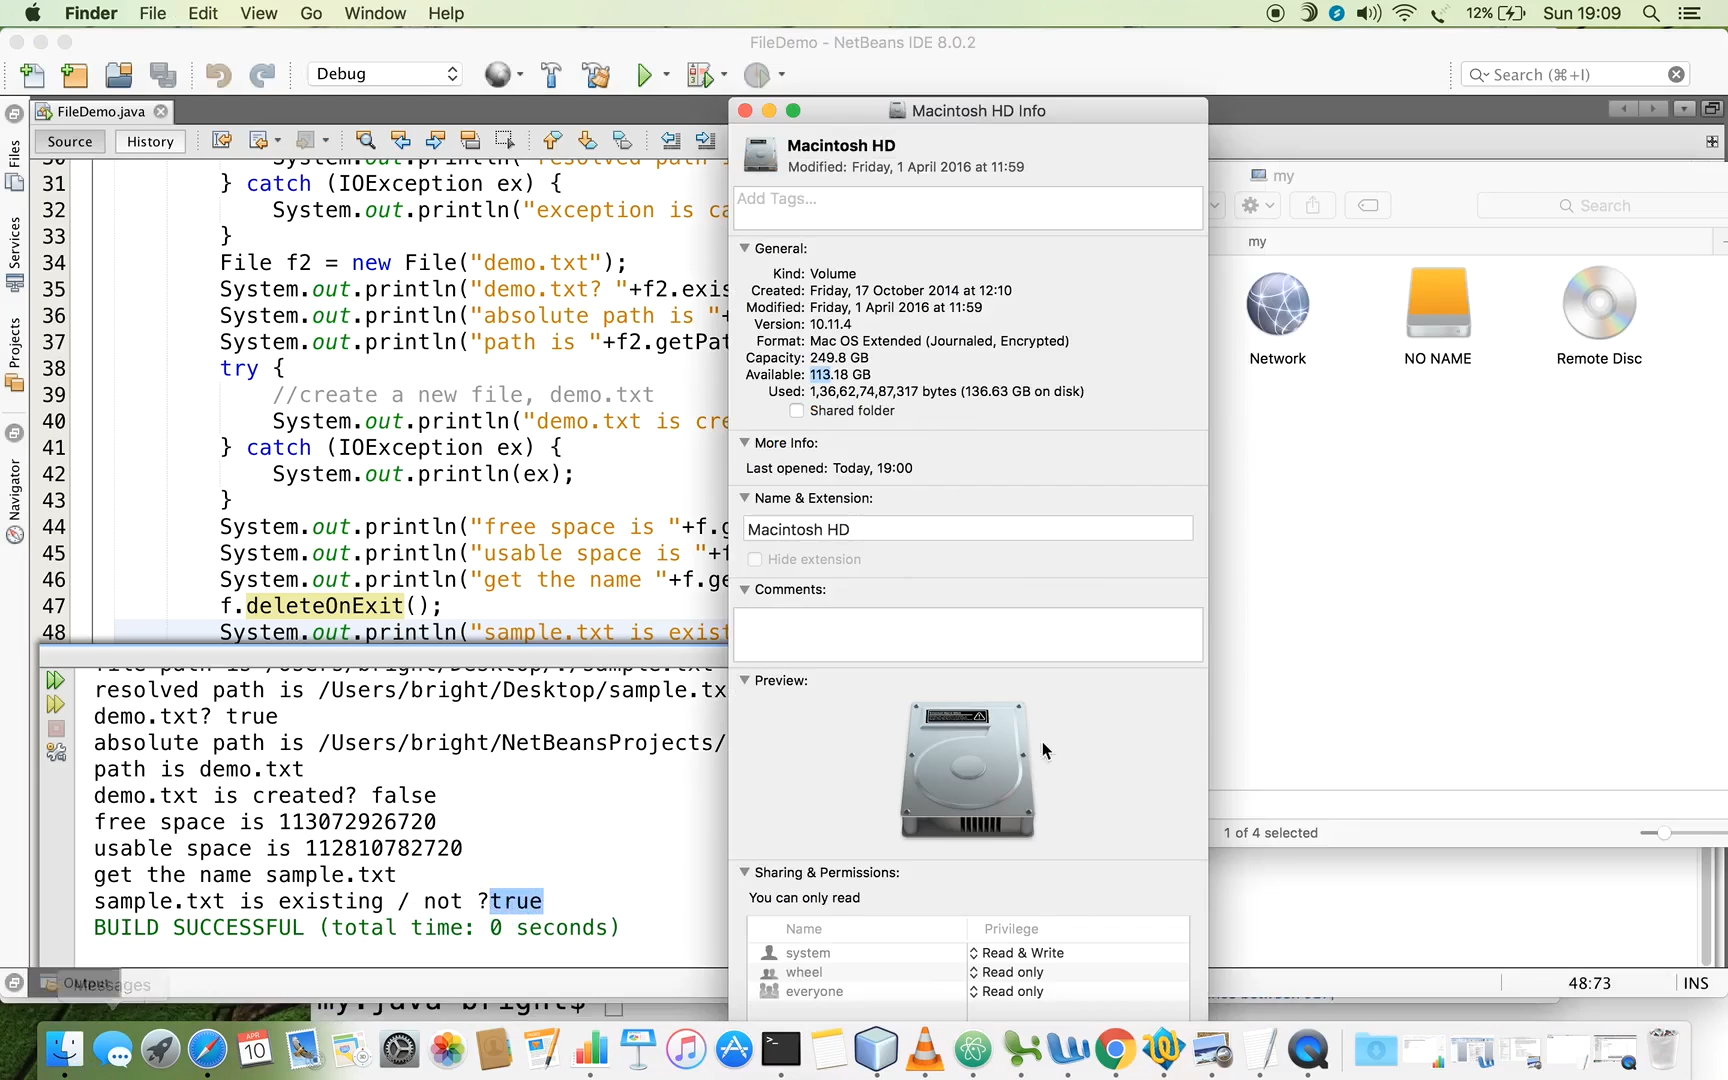 Finder File Edit View Go Window Help
12% Sun 19:09
FileDemo - NetBeans IDE 8.0.2
Debug
Search (⌘+I)
FileDemo.java
Source History
31 } catch (IOException ex) {
32 System.out.println("exception is ca
33 }
34 File f2 = new File("demo.txt");
35 System.out.println("demo.txt? "+f2.exis
36 System.out.println("absolute path is "+
37 System.out.println("path is "+f2.getPat
38 try {
39 //create a new file, demo.txt
40 System.out.println("demo.txt is cre
41 } catch (IOException ex) {
42 System.out.println(ex);
43 }
44 System.out.println("free space is "+f.g
45 System.out.println("usable space is "+f
46 System.out.println("get the name "+f.ge
47 f.deleteOnExit();
48 System.out.println("sample.txt is exist
Files
Services
Projects
Navigator
resolved path is /Users/bright/Desktop/sample.tx
demo.txt? true
absolute path is /Users/bright/NetBeansProjects/
path is demo.txt
demo.txt is created? false
free space is 113072926720
usable space is 112810782720
get the name sample.txt
sample.txt is existing / not ?true
BUILD SUCCESSFUL (total time: 0 seconds)
Output
Messages
my.java bright$
Macintosh HD Info
Macintosh HD
Modified: Friday, 1 April 2016 at 11:59
Add Tags...
General:
Kind: Volume
Created: Friday, 17 October 2014 at 12:10
Modified: Friday, 1 April 2016 at 11:59
Version: 10.11.4
Format: Mac OS Extended (Journaled, Encrypted)
Capacity: 249.8 GB
Available: 113.18 GB
Used: 1,36,62,74,87,317 bytes (136.63 GB on disk)
Shared folder
More Info:
Last opened: Today, 19:00
Name & Extension:
Macintosh HD
Hide extension
Comments:
Preview:
Sharing & Permissions:
You can only read
Name Privilege
system Read & Write
wheel Read only
everyone Read only
my
Search
my
Network NO NAME Remote Disc
1 of 4 selected
48:73 INS
APR
10